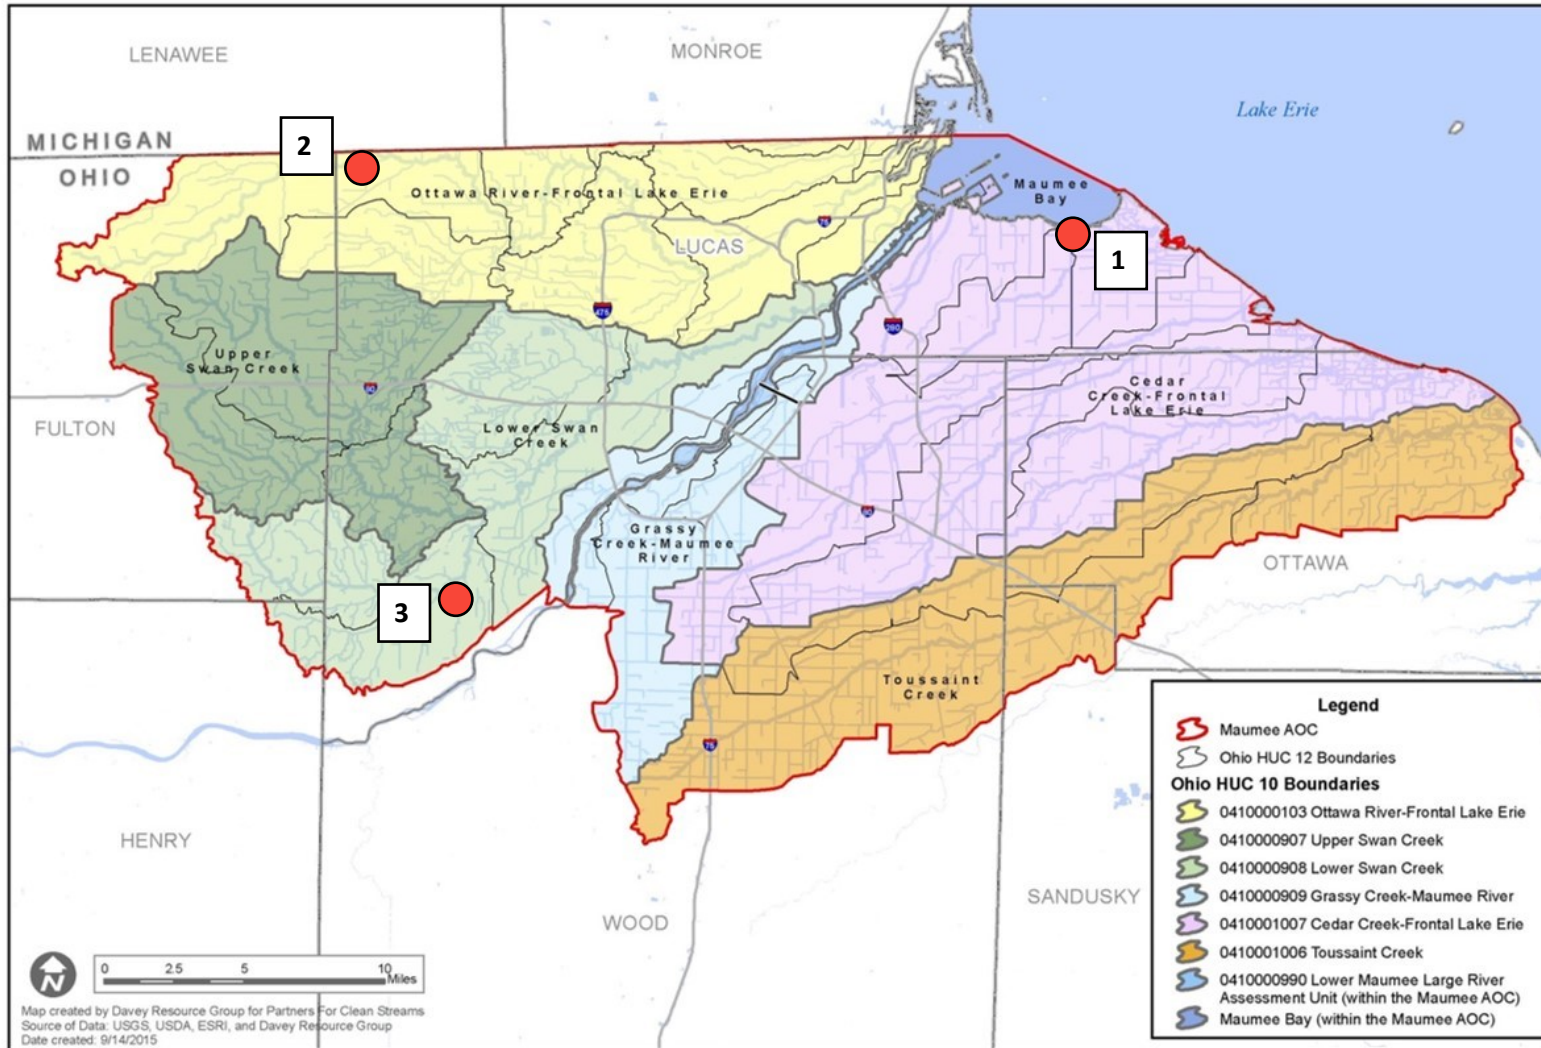 LENAWEE
MONROE
Lake Erie
MICHIGAN
OHIO
2
Ottawa River-Frontal Lake Erie
Maumee
Bay
75
LUCAS
1
475
280
Upper
Swan Creek
80
Cedar
Creek-Frontal
Lake Erie
FULTON
Lower Swan
Creek
Grassy
Creek-Maumee
River
OTTAWA
3
Toussaint
Creek
75
HENRY
WOOD
SANDUSKY
Legend
Maumee AOC
Ohio HUC 12 Boundaries
Ohio HUC 10 Boundaries
0410000103 Ottawa River-Frontal Lake Erie
0410000907 Upper Swan Creek
0410000908 Lower Swan Creek
0410000909 Grassy Creek-Maumee River
0410001007 Cedar Creek-Frontal Lake Erie
0410001006 Toussaint Creek
0410000990 Lower Maumee Large River
Assessment Unit (within the Maumee AOC)
Maumee Bay (within the Maumee AOC)
N
0 2.5 5 10
Miles
Map created by Davey Resource Group for Partners For Clean Streams
Source of Data: USGS, USDA, ESRI, and Davey Resource Group
Date created: 9/14/2015